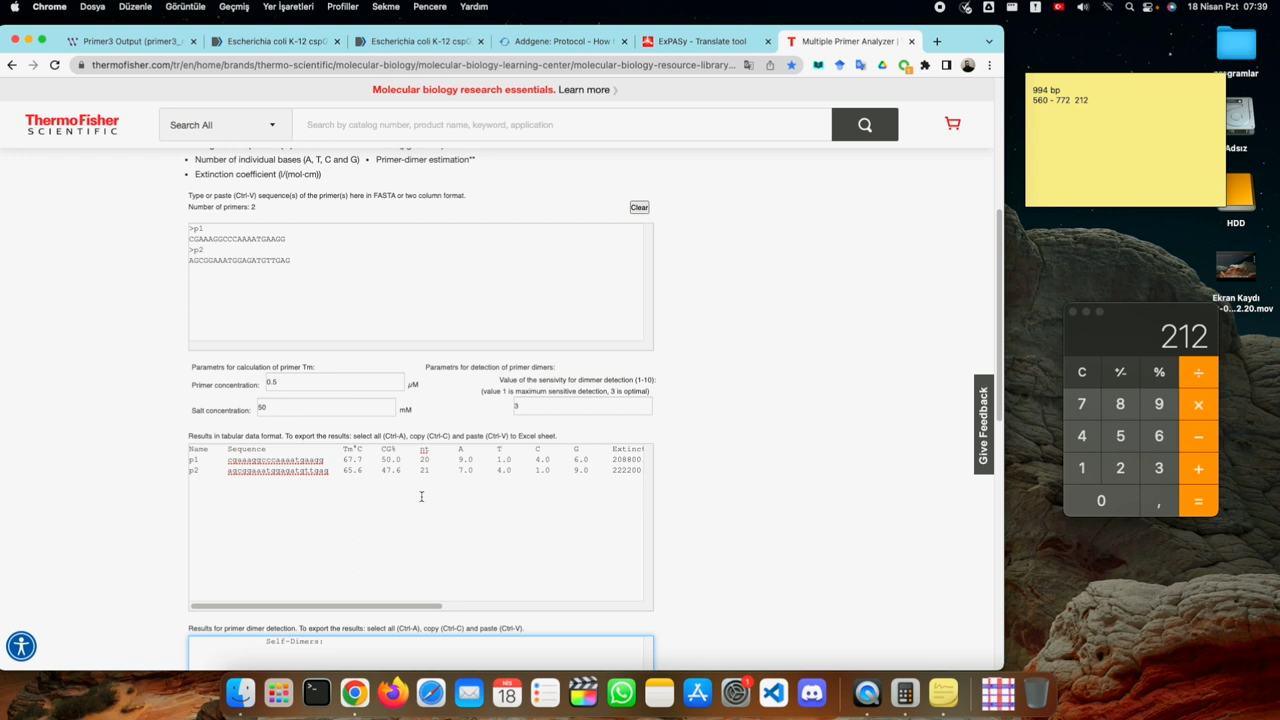 Chrome Dosya Düzenle Görüntüle Geçmiş Yer İşaretleri Profiller Sekme Pencere Yardım
18 Nisan Pzt 07:39
Primer3 Output (primer3_
Escherichia coli K-12 csp
Escherichia coli K-12 csp
Addgene: Protocol - How
ExPASy - Translate tool
Multiple Primer Analyzer
thermofisher.com/tr/en/home/brands/thermo-scientific/molecular-biology/molecular-biology-learning-center/molecular-biology-resource-library...
Molecular biology research essentials. Learn more
ThermoFisher
SCIENTIFIC
Search All
Search by catalog number, product name, keyword, application
• Number of individual bases (A, T, C and G) • Primer-dimer estimation**
• Extinction coefficient (l/(mol·cm))
Type or paste (Ctrl-V) sequence(s) of the primer(s) here in FASTA or two column format.
Number of primers: 2
Clear
>p1
CGAAAGGCCCAAAATGAAGG
>p2
AGCGGAAATGGAGATGTTGAG
Parametrs for calculation of primer Tm: Parametrs for detection of primer dimers:
Primer concentration: 0.5 µM
Value of the sensivity for dimmer detection (1-10):
(value 1 is maximum sensitive detection, 3 is optimal)
Salt concentration: 50 mM
3
Results in tabular data format. To export the results: select all (Ctrl-A), copy (Ctrl-C) and paste (Ctrl-V) to Excel sheet.
Name Sequence Tm°C CG% nt A T C G Extinct
p1 cgaaaggcccaaaatgaagg 67.7 50.0 20 9.0 1.0 4.0 6.0 208800
p2 agcggaaatggagatgttgag 65.6 47.6 21 7.0 4.0 1.0 9.0 222200
Results for primer dimer detection. To export the results: select all (Ctrl-A), copy (Ctrl-C) and paste (Ctrl-V).
Self-Dimers:
Give Feedback
994 bp
560 - 772 212
programlar
Adsız
HDD
Ekran Kaydı
-0...2.20.mov
212
C ⁺∕₋ % ÷
7 8 9 ×
4 5 6 −
1 2 3 +
0 , =
NİS
18
1